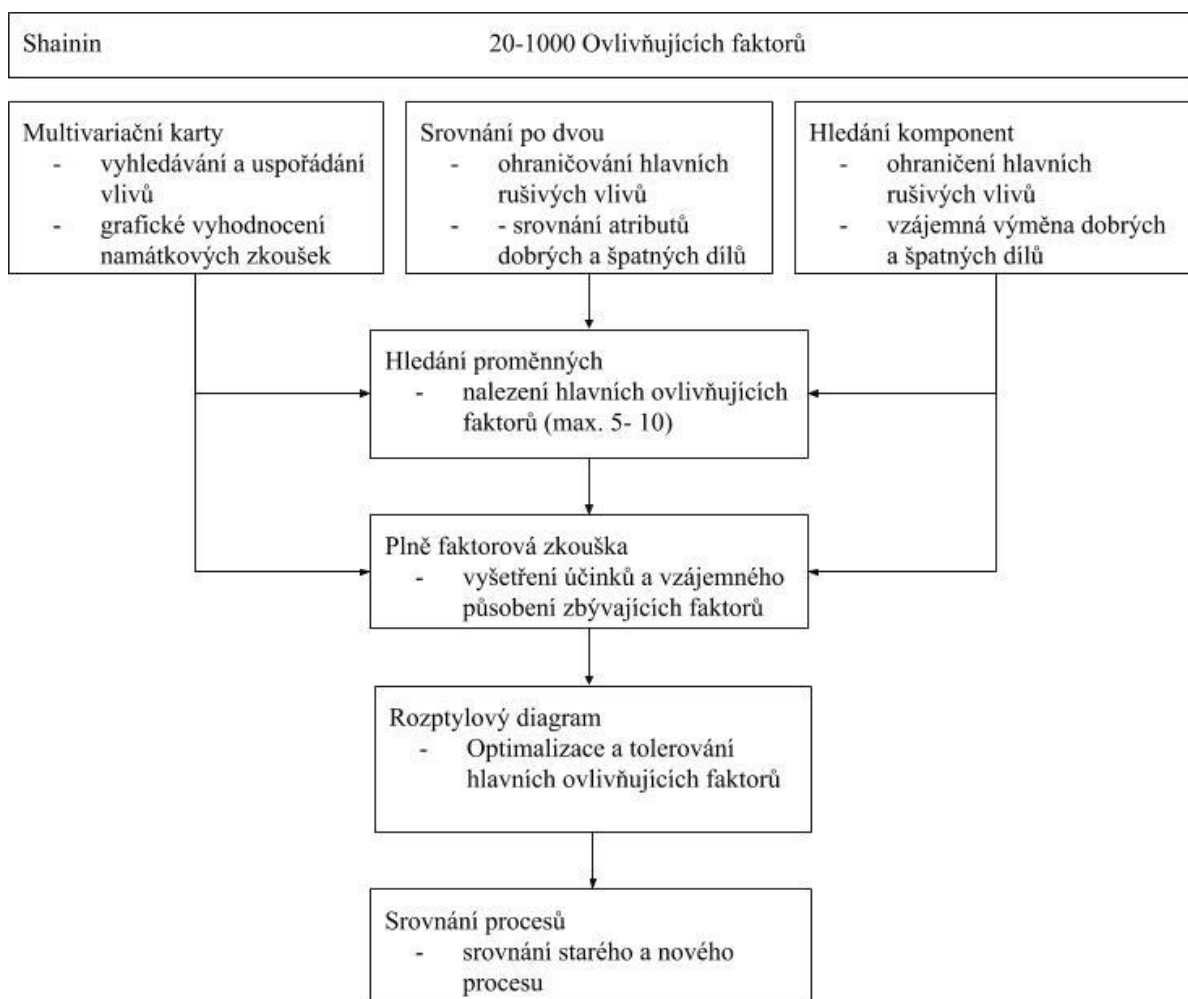 Shainin 20-1000 Ovlivňujících faktorů
Multivariační karty
- vyhledávání a uspořádání
vlivů
- grafické vyhodnocení
namátkových zkoušek
Srovnání po dvou
- ohraničování hlavních
rušivých vlivů
- - srovnání atributů
dobrých a špatných dílů
Hledání komponent
- ohraničení hlavních
rušivých vlivů
- vzájemná výměna dobrých
a špatných dílů
Hledání proměnných
- nalezení hlavních ovlivňujících
faktorů (max. 5- 10)
Plně faktorová zkouška
- vyšetření účinků a vzájemného
působení zbývajících faktorů
Rozptylový diagram
- Optimalizace a tolerování
hlavních ovlivňujících faktorů
Srovnání procesů
- srovnání starého a nového
procesu